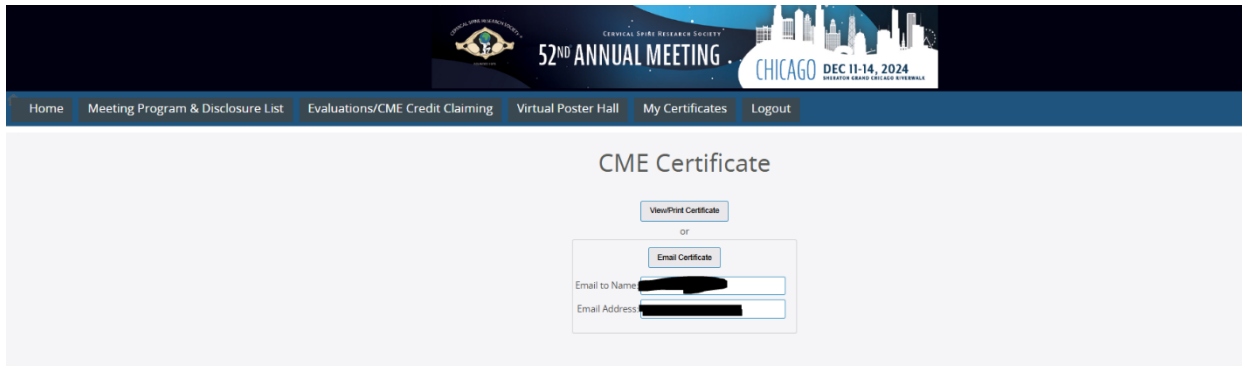 CERVICAL SPINE RESEARCH SOCIETY
52ND ANNUAL MEETING
CHICAGO DEC 11-14, 2024
SHERATON GRAND CHICAGO RIVERWALK
Home Meeting Program & Disclosure List Evaluations/CME Credit Claiming Virtual Poster Hall My Certificates Logout
CME Certificate
View/Print Certificate
or
Email Certificate
Email to Name:
Email Address: